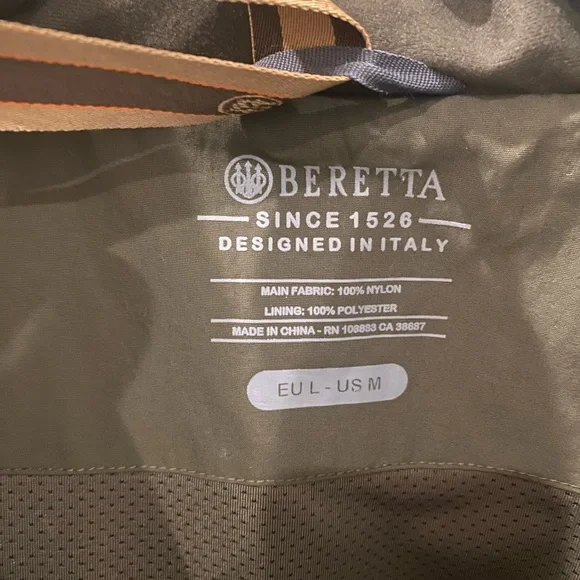 BERETTA
SINCE 1526
DESIGNED IN ITALY
MAIN FABRIC: 100% NYLON
LINING: 100% POLYESTER
MADE IN CHINA - RN 108883 CA 38687
EU L - US M